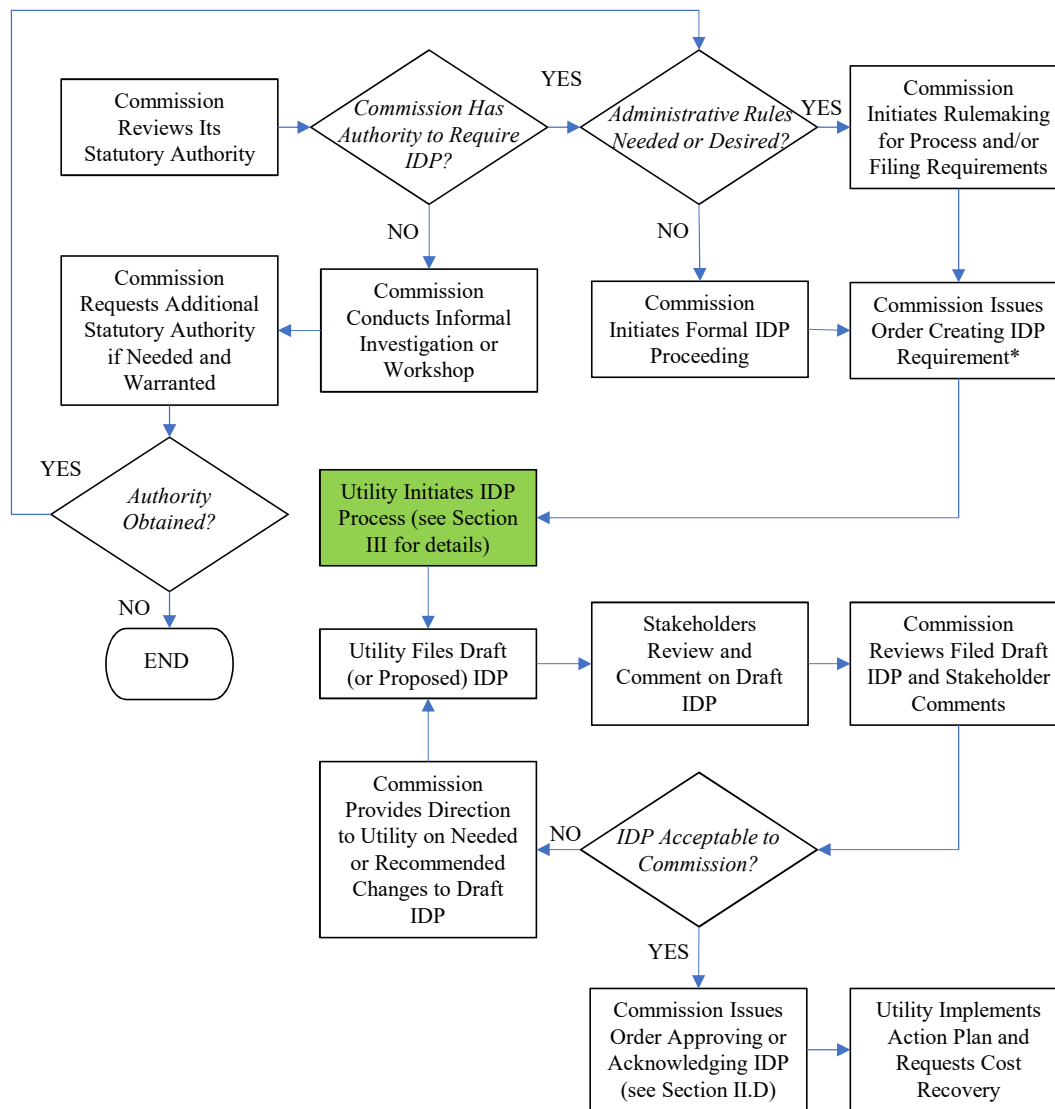 Commission
Reviews Its
Statutory Authority
Commission Has
Authority to Require
IDP?
YES
Administrative Rules
Needed or Desired?
YES
Commission
Initiates Rulemaking
for Process and/or
Filing Requirements
NO
NO
Commission
Requests Additional
Statutory Authority
if Needed and
Warranted
Commission
Conducts Informal
Investigation or
Workshop
Commission
Initiates Formal IDP
Proceeding
Commission Issues
Order Creating IDP
Requirement*
YES
Authority
Obtained?
NO
END
Utility Initiates IDP
Process (see Section
III for details)
Utility Files Draft
(or Proposed) IDP
Stakeholders
Review and
Comment on Draft
IDP
Commission
Reviews Filed Draft
IDP and Stakeholder
Comments
Commission
Provides Direction
to Utility on Needed
or Recommended
Changes to Draft
IDP
NO
IDP Acceptable to
Commission?
YES
Commission Issues
Order Approving or
Acknowledging IDP
(see Section II.D)
Utility Implements
Action Plan and
Requests Cost
Recovery